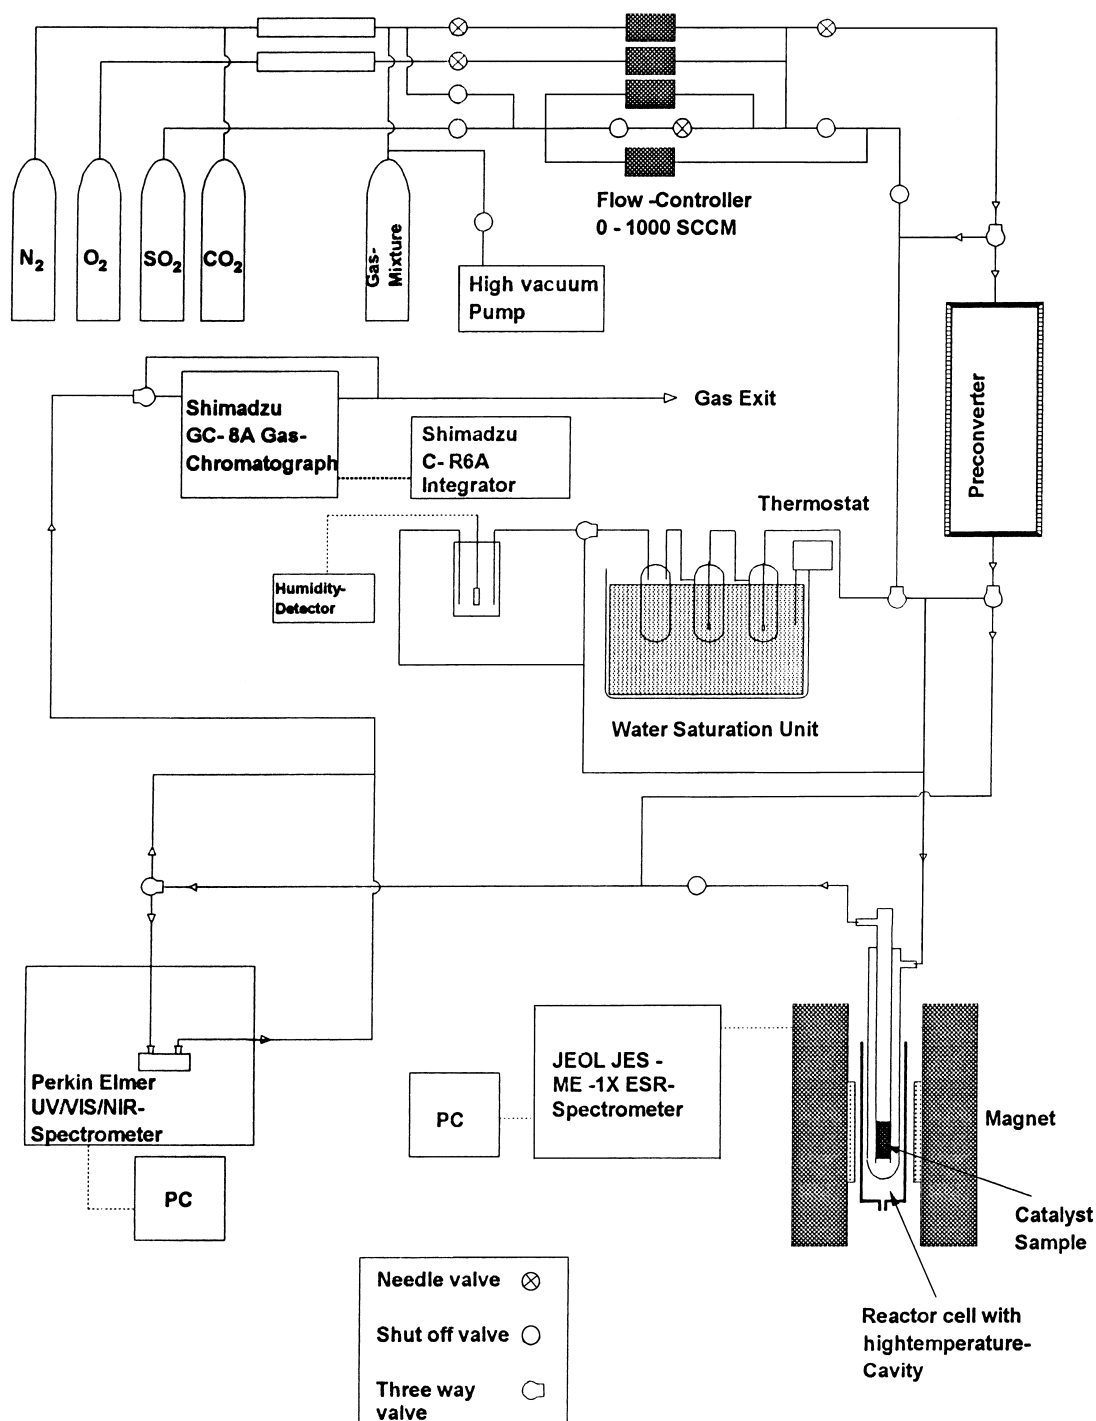 N2
O2
SO2
CO2
Gas-
Mixture
High vacuum
Pump
Flow -Controller
0 - 1000 SCCM
Preconverter
Shimadzu
GC- 8A Gas-
Chromatograph
Gas Exit
Shimadzu
C- R6A
Integrator
Thermostat
Humidity-
Detector
Water Saturation Unit
Perkin Elmer
UV/VIS/NIR-
Spectrometer
PC
PC
JEOL JES -
ME -1X ESR-
Spectrometer
Magnet
Catalyst
Sample
Reactor cell with
hightemperature-
Cavity
Needle valve
Shut off valve
Three way
valve